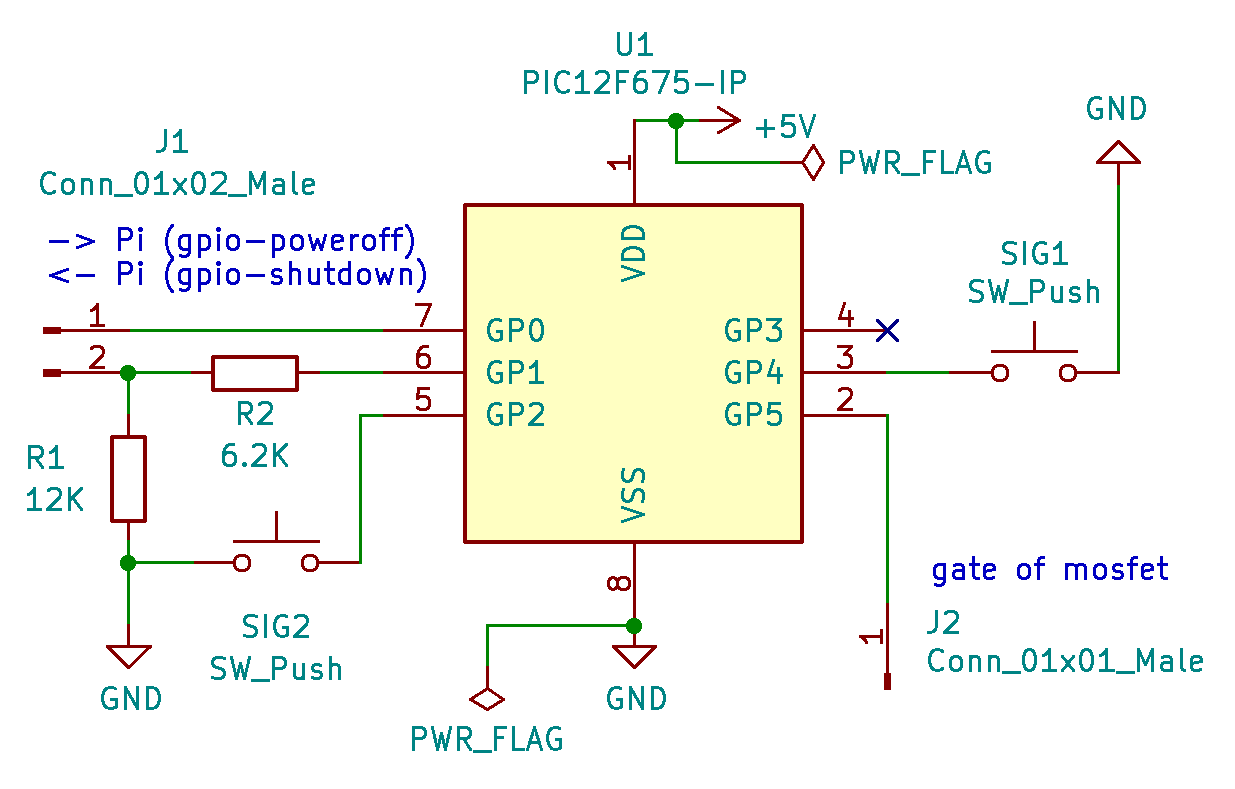 U1
PIC12F675-IP
GND
J1
Conn_01x02_Male
+5V
PWR_FLAG
1
-> Pi (gpio-poweroff)
<- Pi (gpio-shutdown)
VDD
SIG1
SW_Push
1
7
GP0
GP3
4
2
6
GP1
GP4
3
5
GP2
GP5
2
R2
6.2K
R1
12K
VSS
8
gate of mosfet
SIG2
SW_Push
1
J2
Conn_01x01_Male
GND
GND
PWR_FLAG